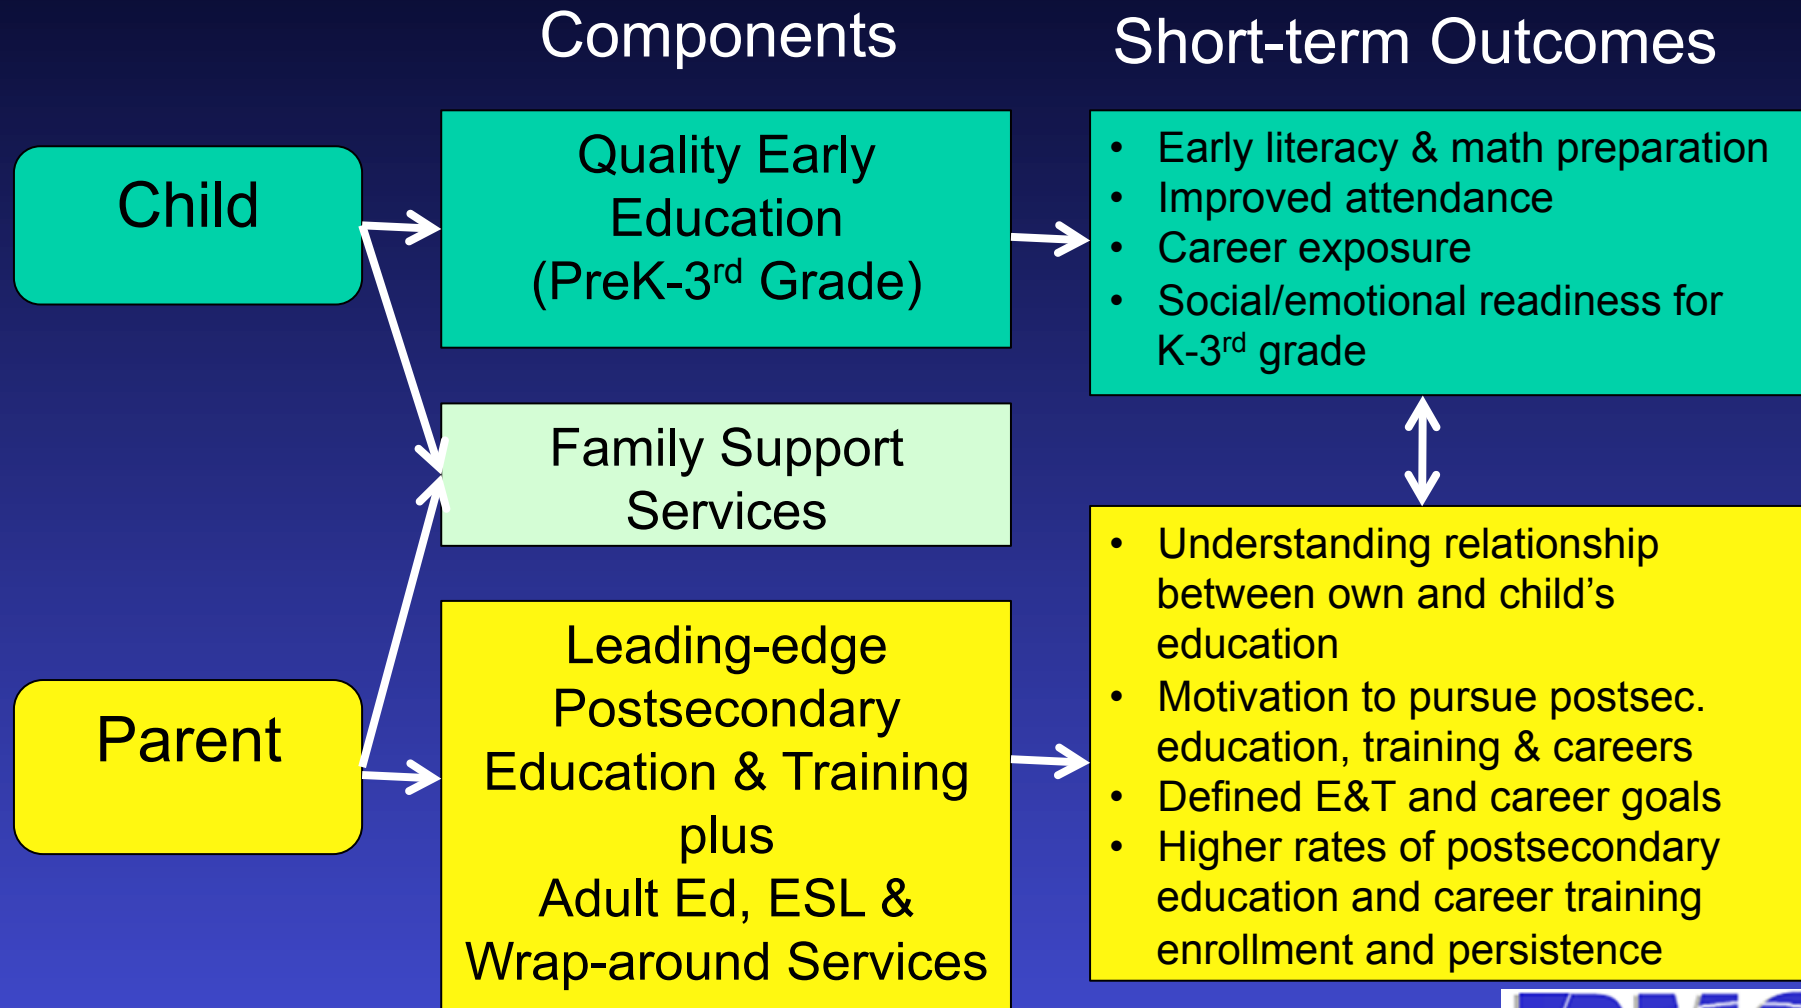 Components
Short-term Outcomes
Child
Quality Early
Education
(PreK-3rd Grade)
• Early literacy & math preparation
• Improved attendance
• Career exposure
• Social/emotional readiness for
K-3rd grade
Family Support
Services
Parent
Leading-edge
Postsecondary
Education & Training
plus
Adult Ed, ESL &
Wrap-around Services
• Understanding relationship
between own and child’s
education
• Motivation to pursue postsec.
education, training & careers
• Defined E&T and career goals
• Higher rates of postsecondary
education and career training
enrollment and persistence